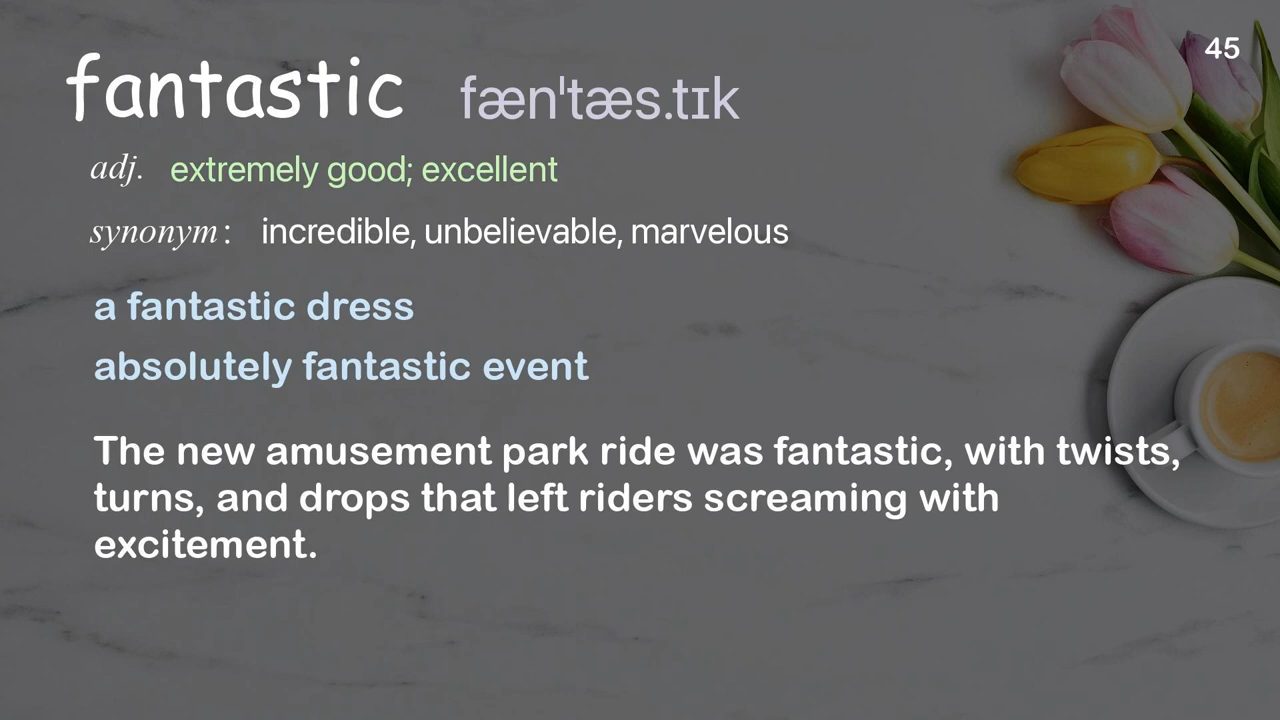 45
fantastic fæn'tæs.tɪk
adj. extremely good; excellent
synonym: incredible, unbelievable, marvelous
a fantastic dress
absolutely fantastic event
The new amusement park ride was fantastic, with twists,
turns, and drops that left riders screaming with
excitement.